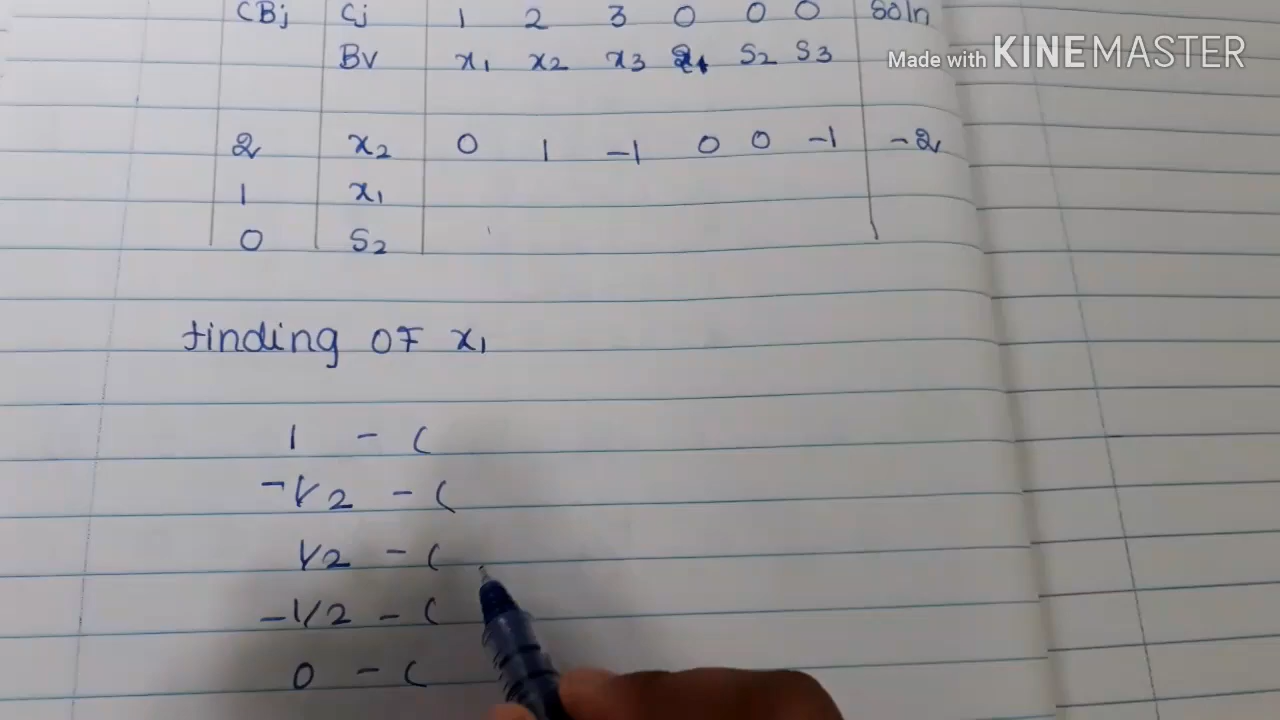 CBj Cj 1 2 3 0 0 0 Soln
Made with KINEMASTER
BV x1 x2 x3 S2 S3
2 x2 0 1 -1 0 0 -1 -2
1 x1
0 S2
finding OF x1
1 - (
-1/2 - (
1/2 - (
-1/2 - (
0 - (